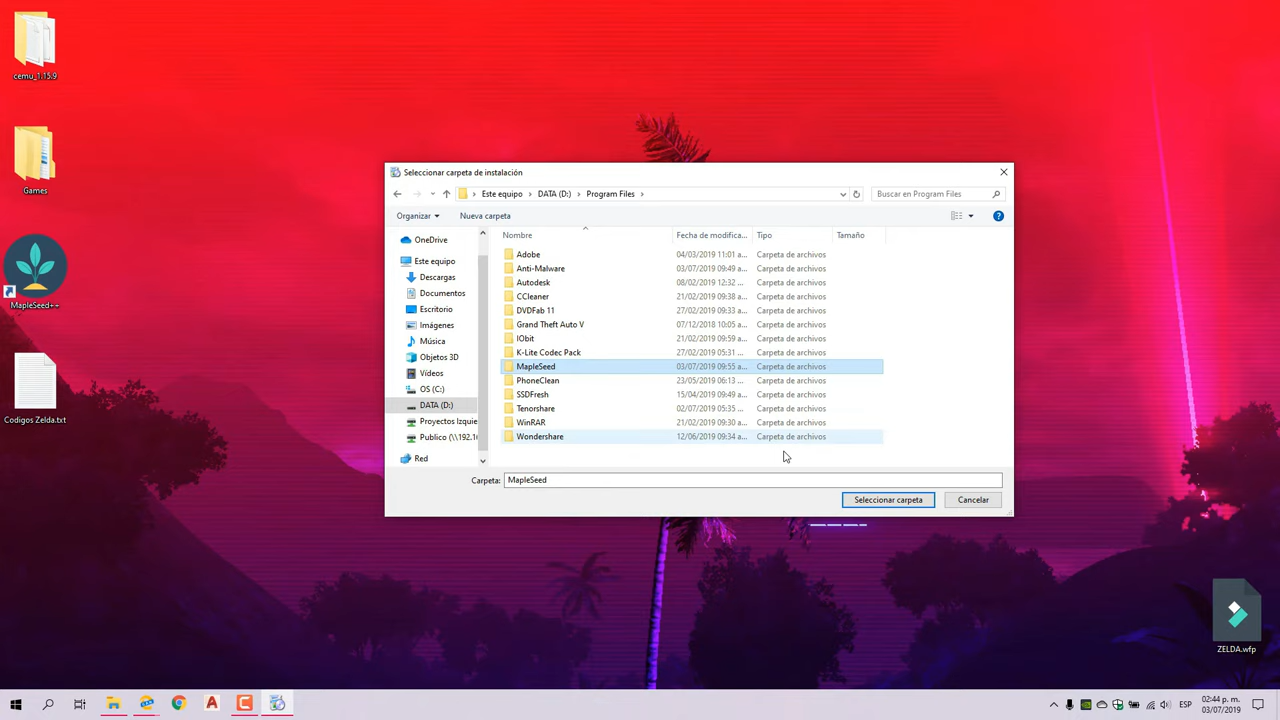 cemu_1.15.9
Games
MapleSeed++
Codigos Zelda.txt
Seleccionar carpeta de instalación
Este equipo > DATA (D:) > Program Files >
Buscar en Program Files
Organizar
Nueva carpeta
OneDrive
Este equipo
Descargas
Documentos
Escritorio
Imágenes
Música
Objetos 3D
Vídeos
OS (C:)
DATA (D:)
Proyectos Izquie
Publico (\\192.16
Red
Nombre Fecha de modifica... Tipo Tamaño
Adobe 04/03/2019 11:01 a... Carpeta de archivos
Anti-Malware 03/07/2019 09:49 a... Carpeta de archivos
Autodesk 08/02/2019 12:32 ... Carpeta de archivos
CCleaner 21/02/2019 09:38 ... Carpeta de archivos
DVDFab 11 27/02/2019 09:33 a... Carpeta de archivos
Grand Theft Auto V 07/12/2018 10:05 a... Carpeta de archivos
IObit 21/02/2019 09:59 ... Carpeta de archivos
K-Lite Codec Pack 27/02/2019 05:31 ... Carpeta de archivos
MapleSeed 03/07/2019 09:55 a... Carpeta de archivos
PhoneClean 23/05/2019 06:13 ... Carpeta de archivos
SSDFresh 15/04/2019 09:49 ... Carpeta de archivos
Tenorshare 02/07/2019 05:35 ... Carpeta de archivos
WinRAR 21/02/2019 09:30 ... Carpeta de archivos
Wondershare 12/06/2019 09:34 a... Carpeta de archivos
Carpeta: MapleSeed
Seleccionar carpeta
Cancelar
ZELDA.wfp
ESP
02:44 p. m.
03/07/2019